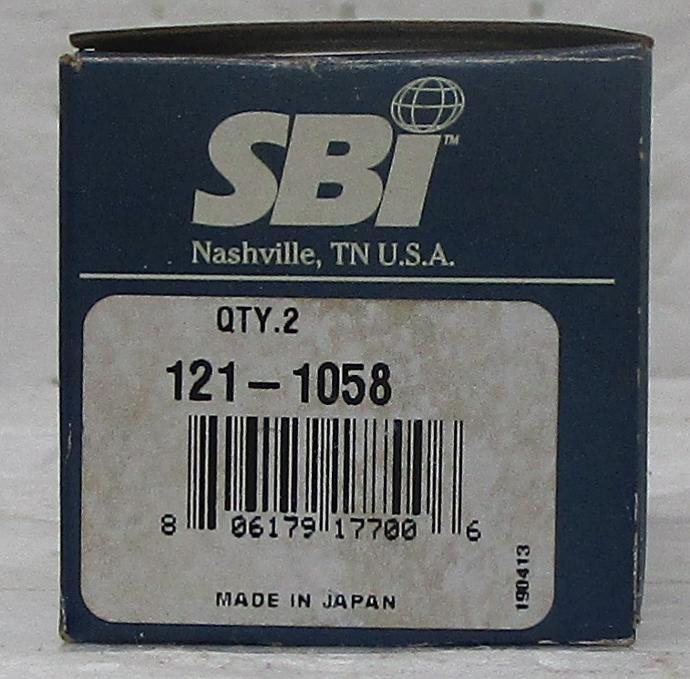 SBi™
Nashville, TN U.S.A.
QTY.2
121-1058
8 06179 17700 6
MADE IN JAPAN
190413